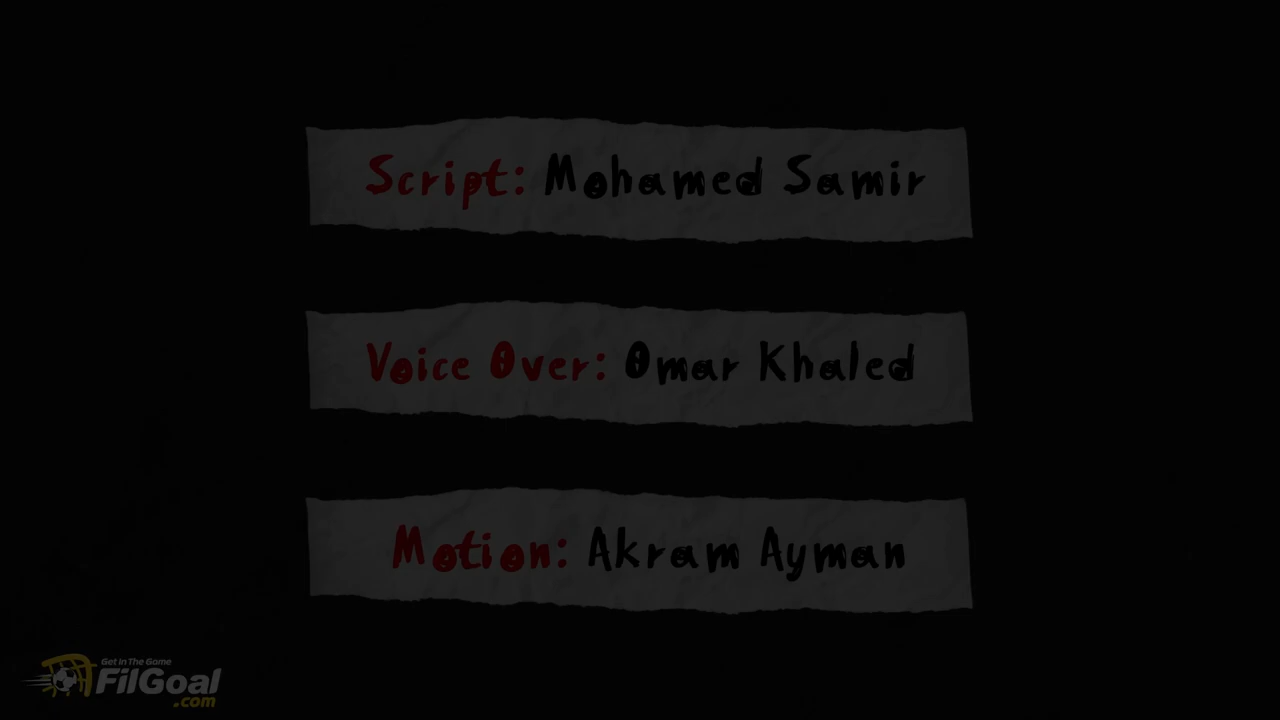 Script: Mohamed Samir
Voice Over: Omar Khaled
Motion: Akram Ayman
Get In The Game
FilGoal
.com